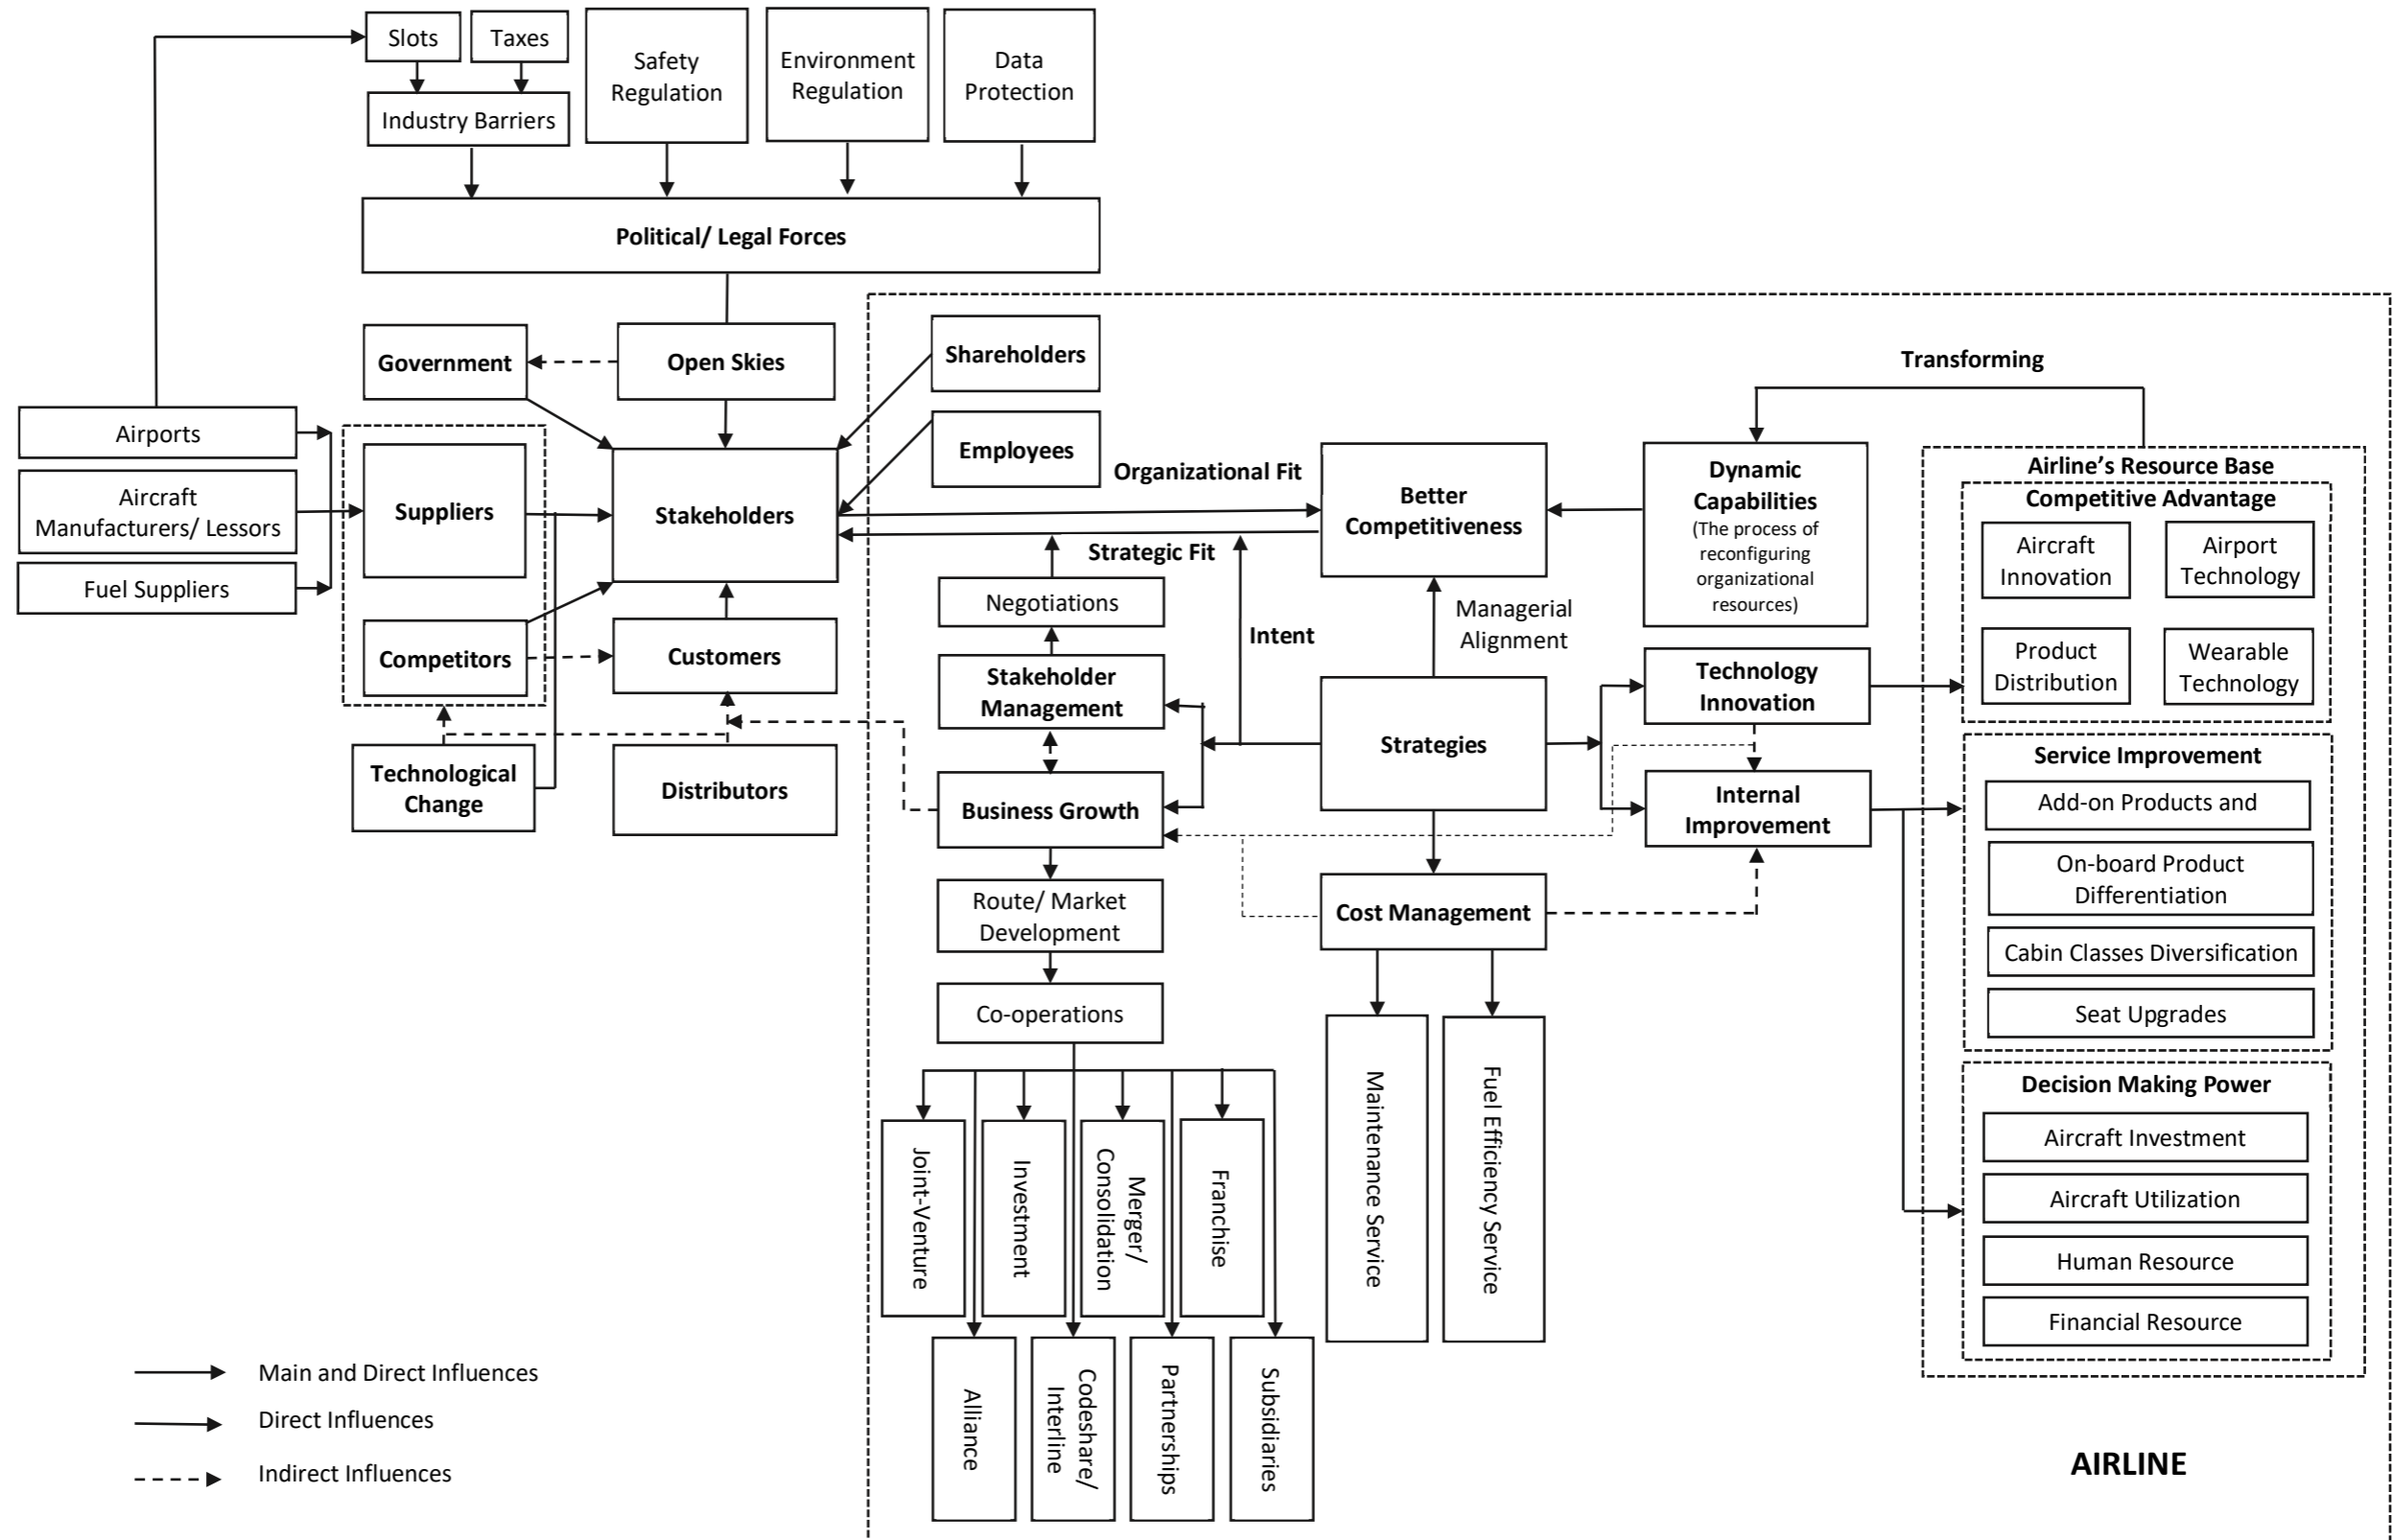 Slots
Taxes
Safety
Regulation
Environment
Regulation
Data
Protection
Industry Barriers
Political/ Legal Forces
Government
Open Skies
Shareholders
Employees
Airports
Aircraft
Manufacturers/ Lessors
Fuel Suppliers
Suppliers
Stakeholders
Competitors
Customers
Technological
Change
Distributors
Organizational Fit
Strategic Fit
Negotiations
Intent
Stakeholder
Management
Business Growth
Route/ Market
Development
Co-operations
Joint-Venture
Investment
Merger/
Consolidation
Franchise
Alliance
Codeshare/
Interline
Partnerships
Subsidiaries
Better
Competitiveness
Managerial
Alignment
Strategies
Cost Management
Maintenance Service
Fuel Efficiency Service
Transforming
Dynamic
Capabilities
(The process of
reconfiguring
organizational
resources)
Technology
Innovation
Internal
Improvement
Airline’s Resource Base
Competitive Advantage
Aircraft
Innovation
Airport
Technology
Product
Distribution
Wearable
Technology
Service Improvement
Add-on Products and
On-board Product
Differentiation
Cabin Classes Diversification
Seat Upgrades
Decision Making Power
Aircraft Investment
Aircraft Utilization
Human Resource
Financial Resource
AIRLINE
Main and Direct Influences
Direct Influences
Indirect Influences